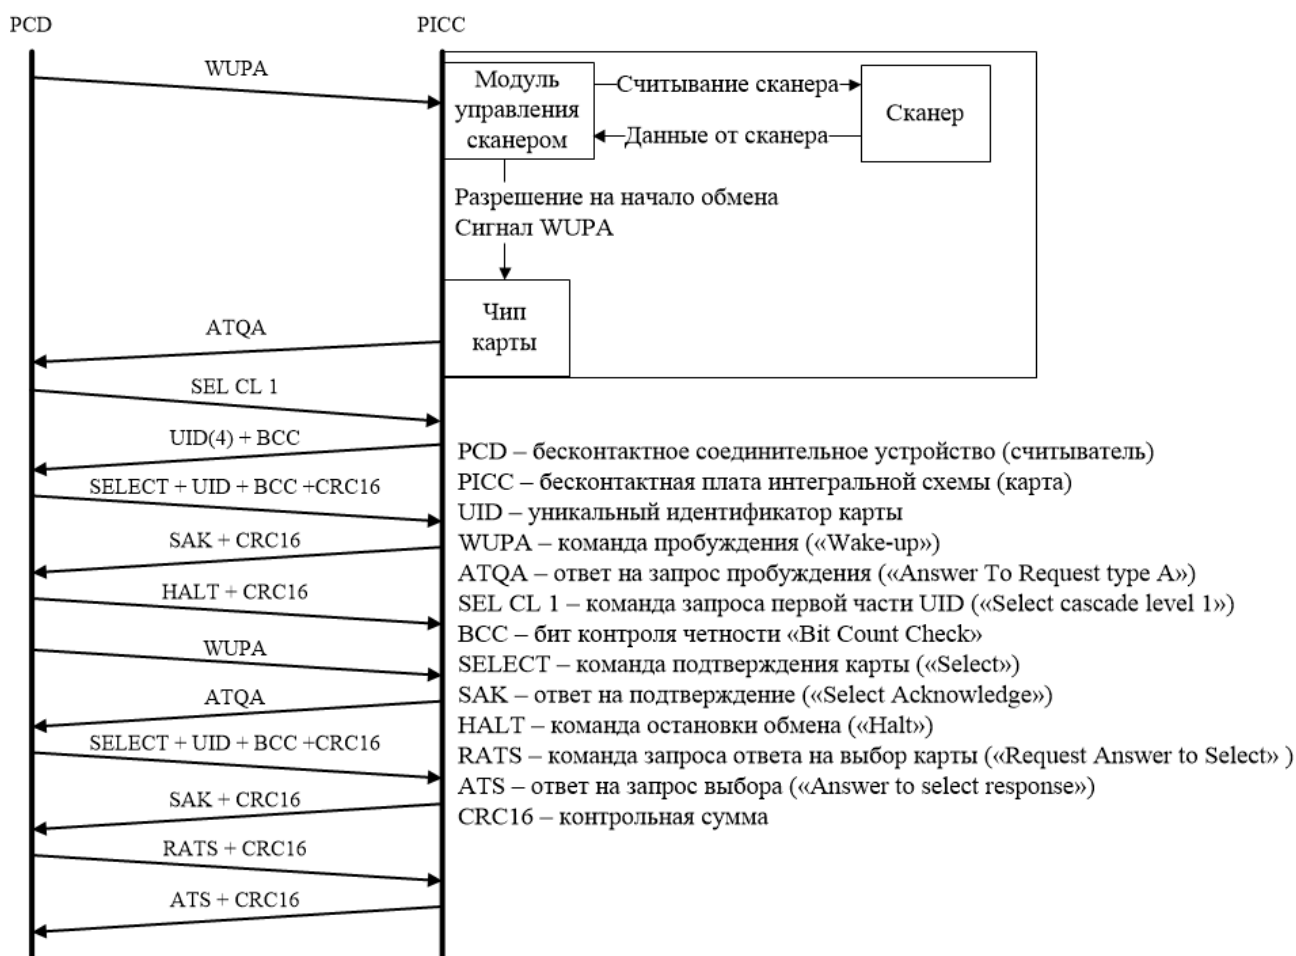 PCD
PICC
WUPA
Модуль
управления
сканером
Считывание сканера
Данные от сканера
Сканер
Разрешение на начало обмена
Сигнал WUPA
Чип
карты
ATQA
SEL CL 1
UID(4) + BCC
SELECT + UID + BCC +CRC16
SAK + CRC16
HALT + CRC16
WUPA
ATQA
SELECT + UID + BCC +CRC16
SAK + CRC16
RATS + CRC16
ATS + CRC16
PCD – бесконтактное соединительное устройство (считыватель)
PICC – бесконтактная плата интегральной схемы (карта)
UID – уникальный идентификатор карты
WUPA – команда пробуждения («Wake-up»)
ATQA – ответ на запрос пробуждения («Answer To Request type A»)
SEL CL 1 – команда запроса первой части UID («Select cascade level 1»)
BCC – бит контроля четности «Bit Count Check»
SELECT – команда подтверждения карты («Select»)
SAK – ответ на подтверждение («Select Acknowledge»)
HALT – команда остановки обмена («Halt»)
RATS – команда запроса ответа на выбор карты («Request Answer to Select» )
ATS – ответ на запрос выбора («Answer to select response»)
CRC16 – контрольная сумма